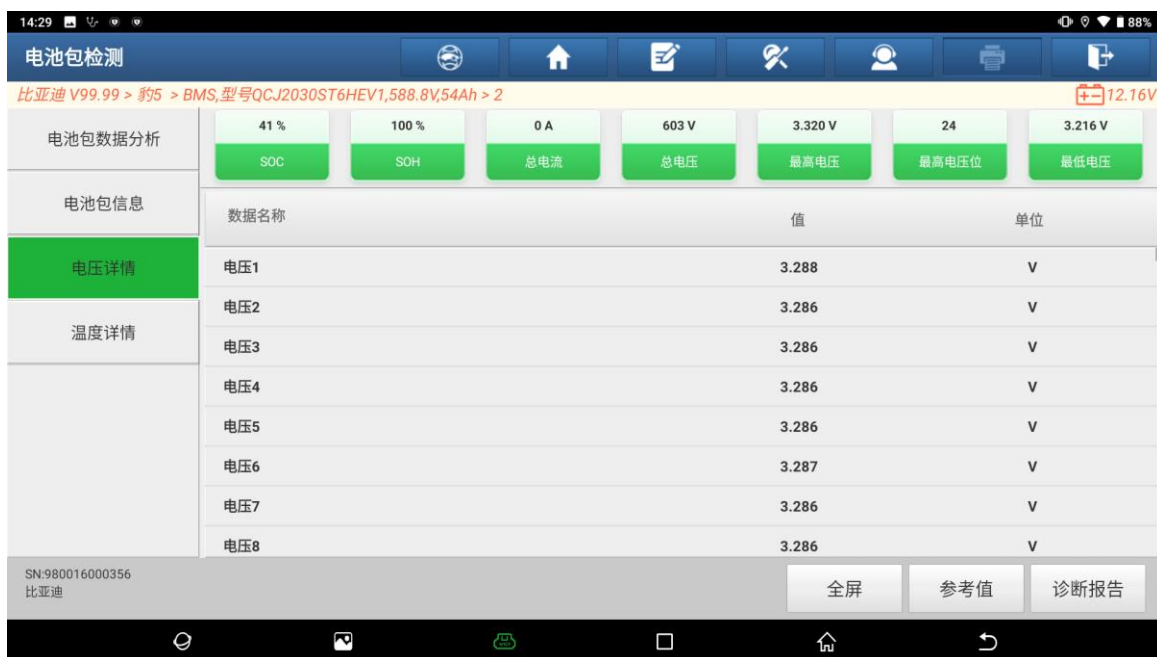 14:29 88%
电池包检测
比亚迪 V99.99 > 豹5 > BMS,型号QCJ2030ST6HEV1,588.8V,54Ah > 2 12.16V
电池包数据分析
电池包信息
电压详情
温度详情
41 % 100 % 0 A 603 V 3.320 V 24 3.216 V
SOC SOH 总电流 总电压 最高电压 最高电压位 最低电压
数据名称 值 单位
电压1 3.288 V
电压2 3.286 V
电压3 3.286 V
电压4 3.286 V
电压5 3.286 V
电压6 3.287 V
电压7 3.286 V
电压8 3.286 V
SN:980016000356
比亚迪
全屏 参考值 诊断报告